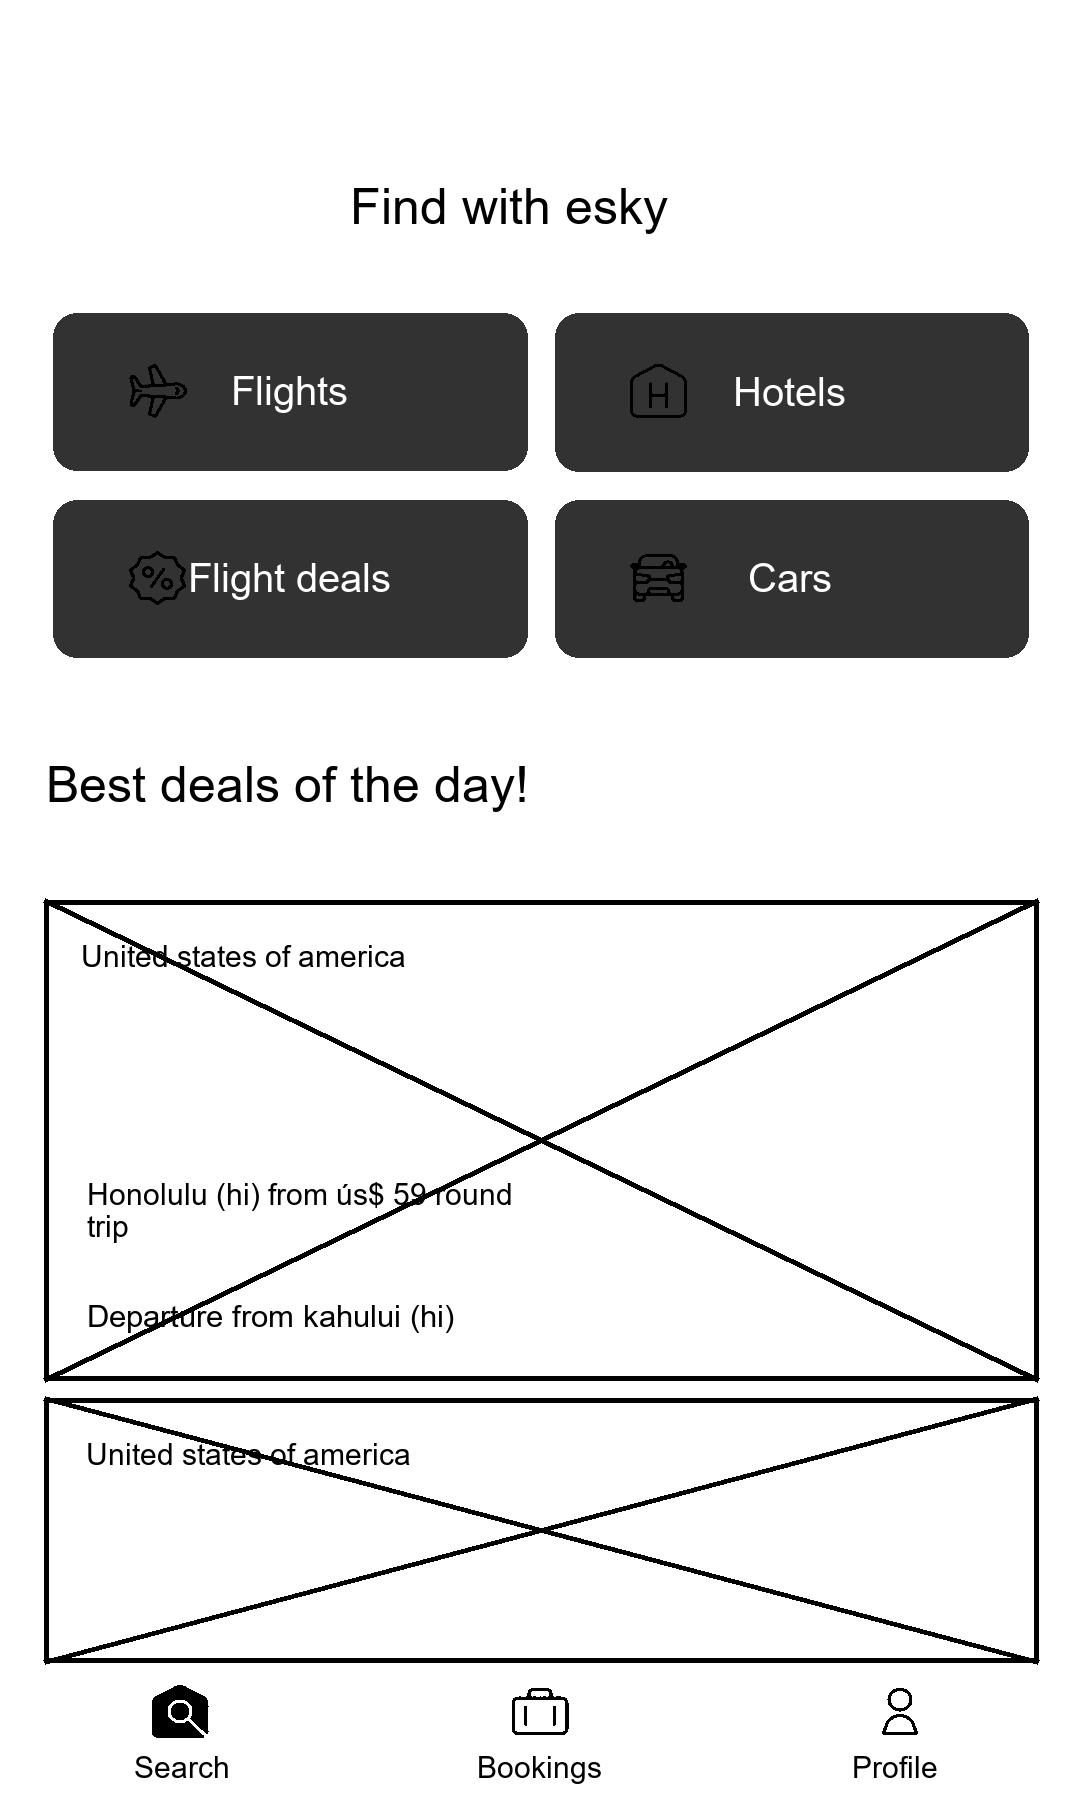 Find with esky
Flights
Hotels
Flight deals
Cars
Best deals of the day!
United states of america
Honolulu (hi) from ús$ 59 round
trip
Departure from kahului (hi)
United states of america
Search
Bookings
Profile